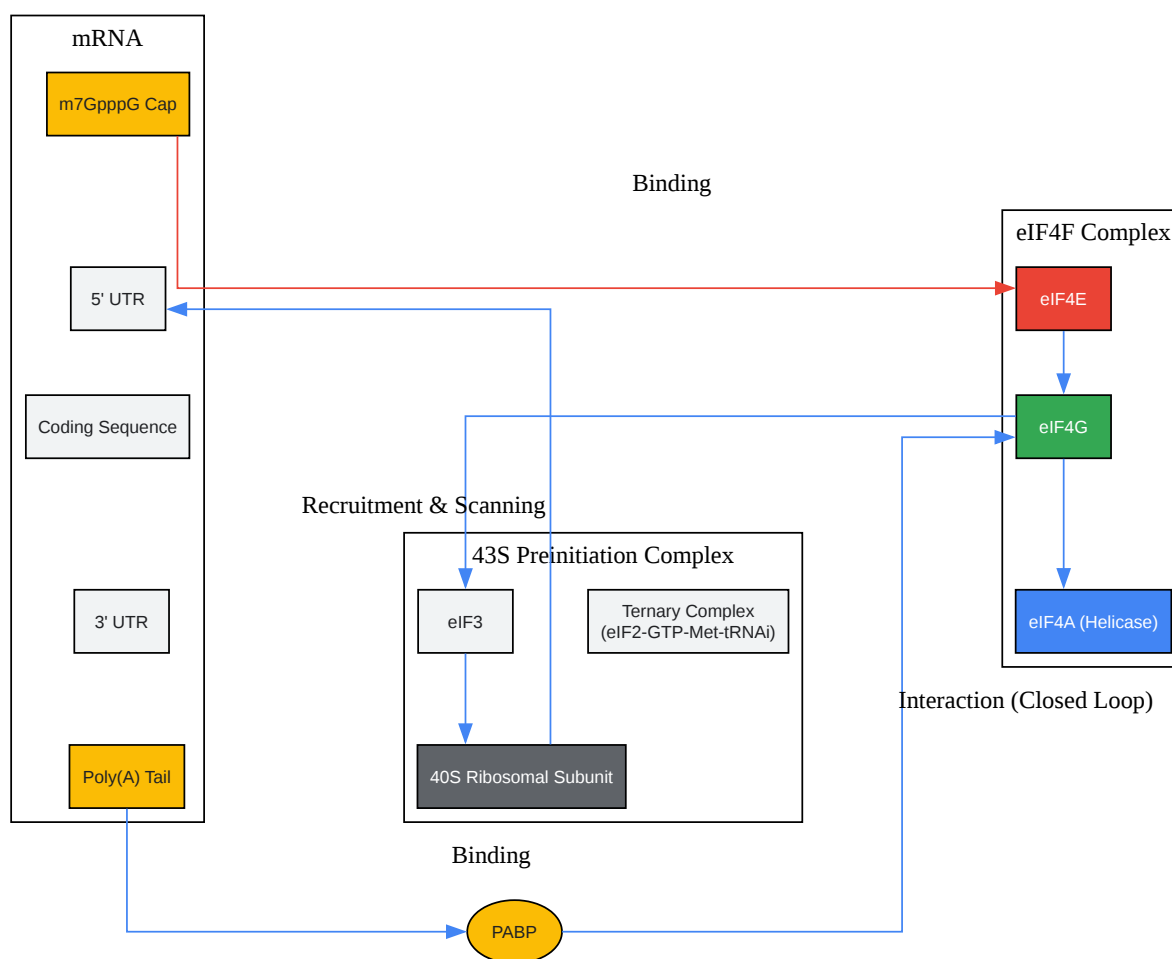 mRNA
m7GpppG Cap
Binding
eIF4F Complex
5' UTR
eIF4E
Coding Sequence
eIF4G
Recruitment & Scanning
43S Preinitiation Complex
3' UTR
eIF3
Ternary Complex
(eIF2-GTP-Met-tRNAi)
eIF4A (Helicase)
Interaction (Closed Loop)
Poly(A) Tail
40S Ribosomal Subunit
Binding
PABP